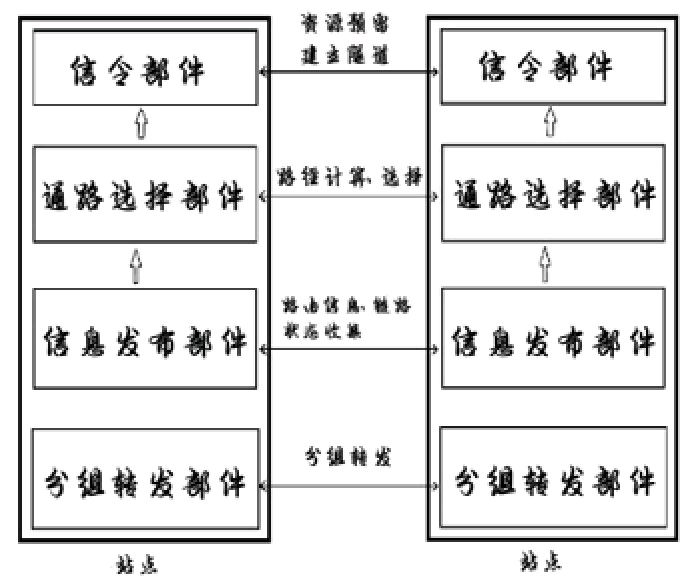 资源预留
建立隧道
信令部件
信令部件
通路选择部件
路径计算、选择
通路选择部件
路由信息、链路
状态收集
信息发布部件
信息发布部件
分组转发
分组转发部件
分组转发部件
站点
站点